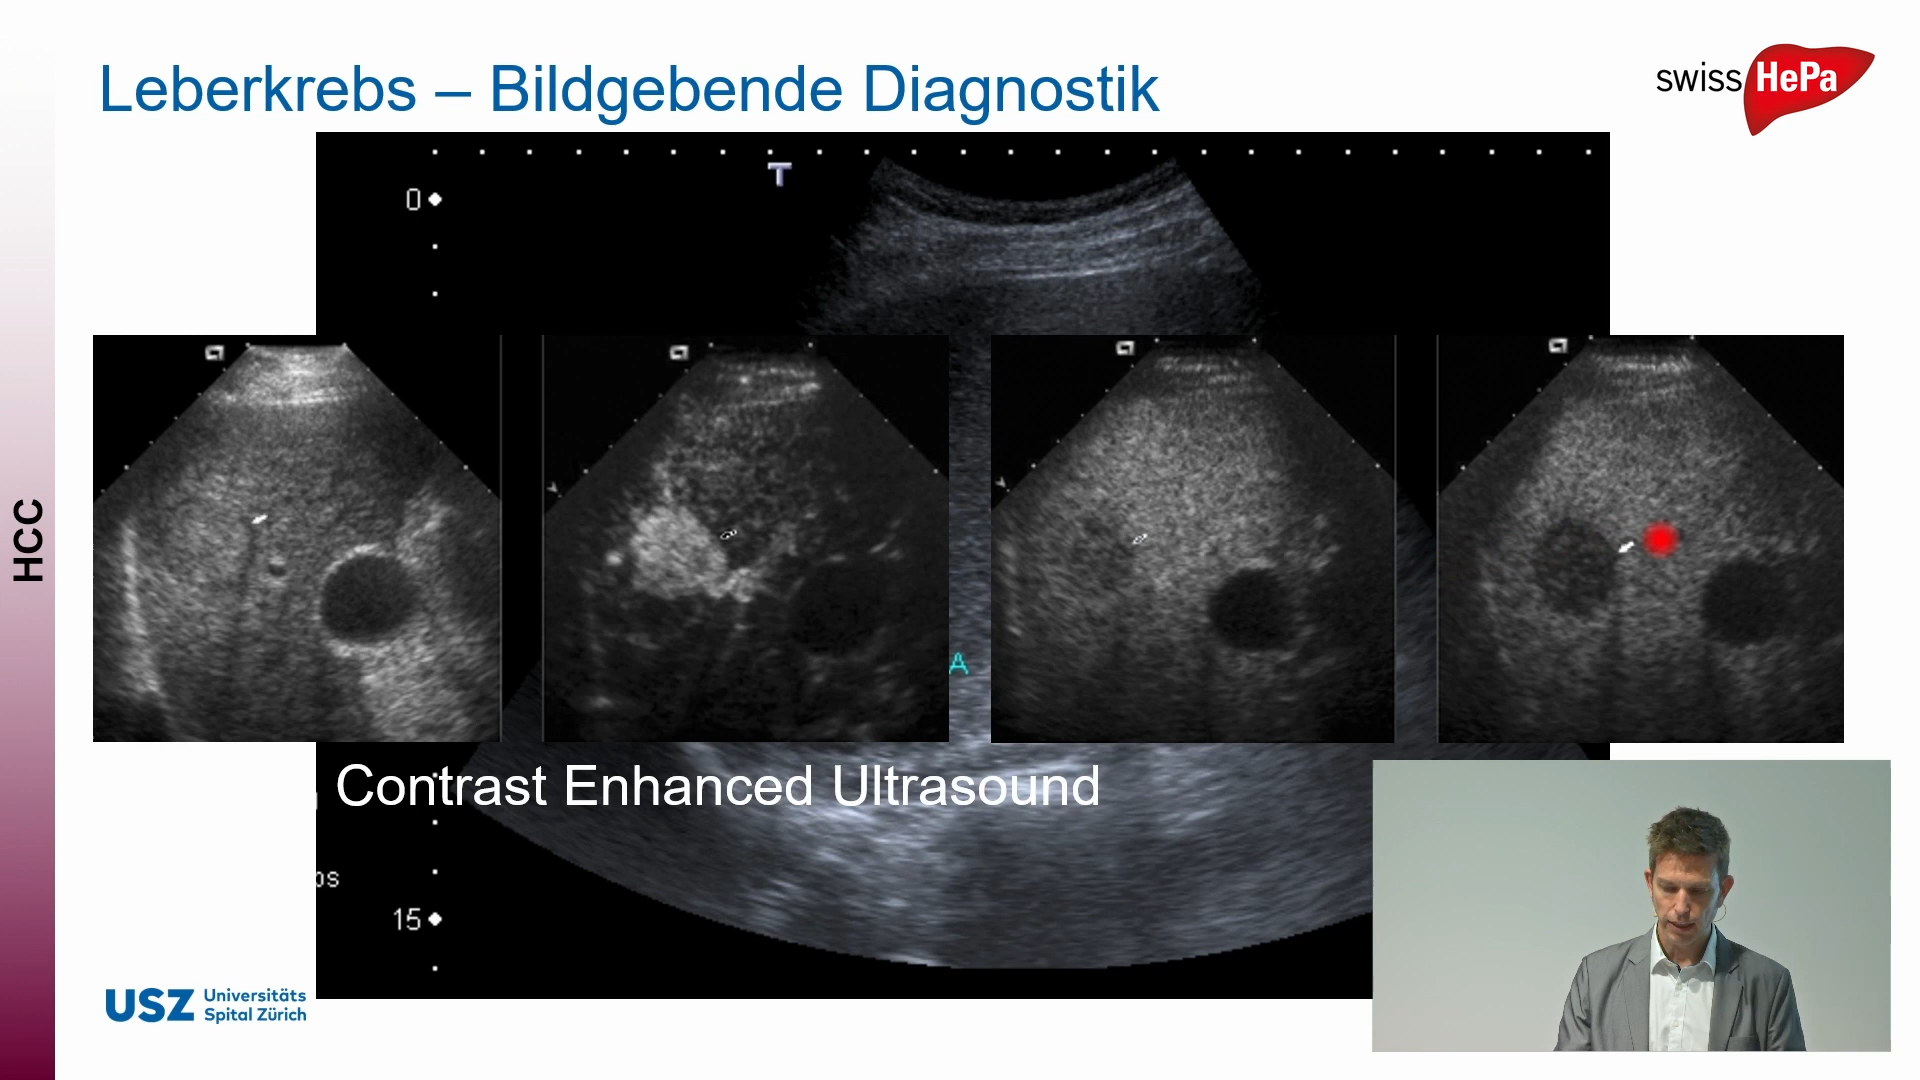 Leberkrebs – Bildgebende Diagnostik
swiss HePa
T
0
HCC
A
Contrast Enhanced Ultrasound
15
USZ Universitäts
Spital Zürich